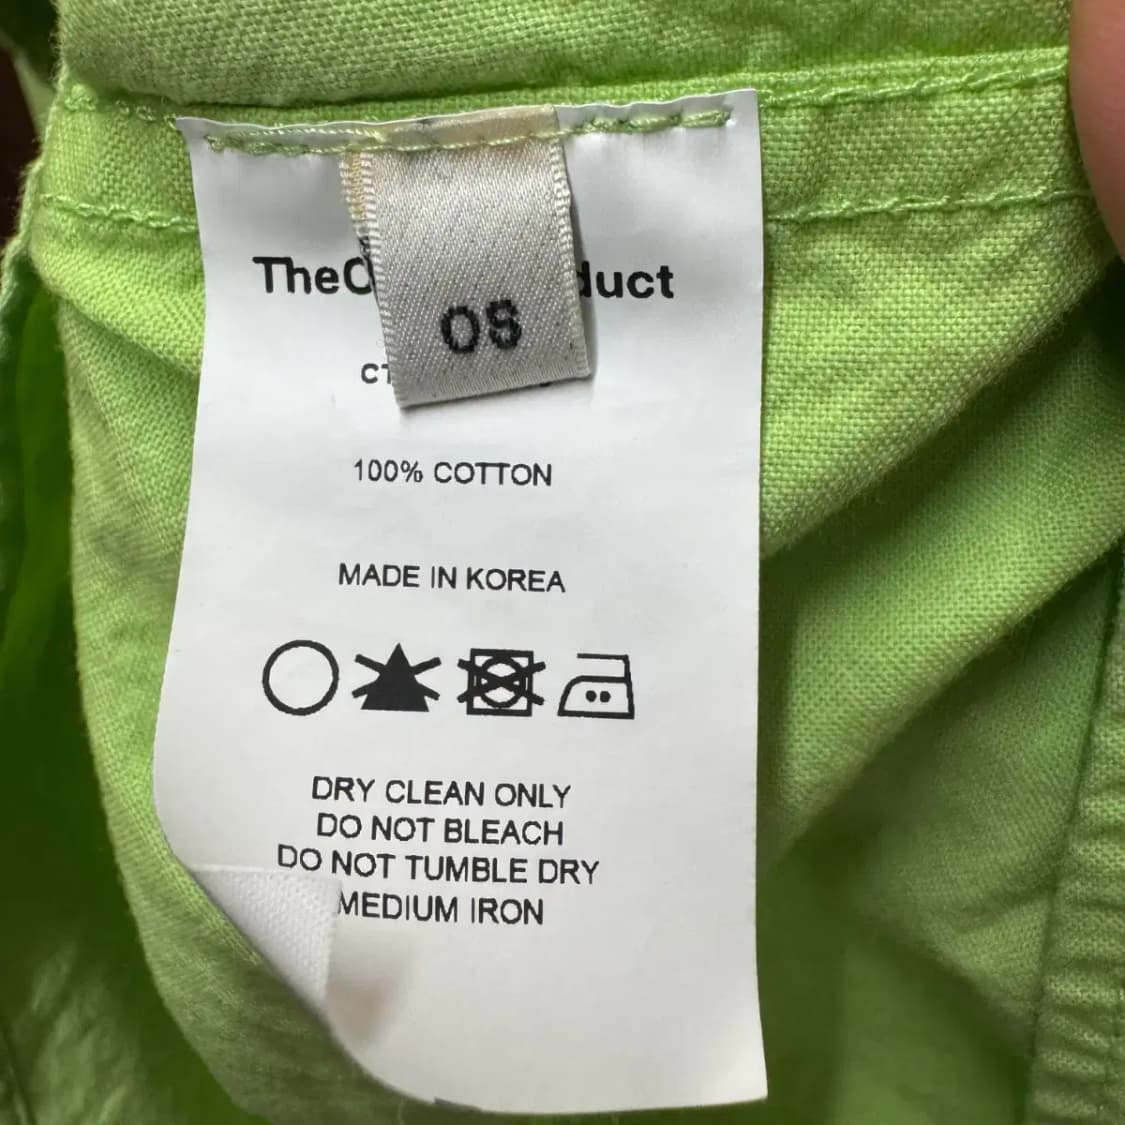 TheC duct
OS
100% COTTON
MADE IN KOREA
DRY CLEAN ONLY
DO NOT BLEACH
DO NOT TUMBLE DRY
MEDIUM IRON